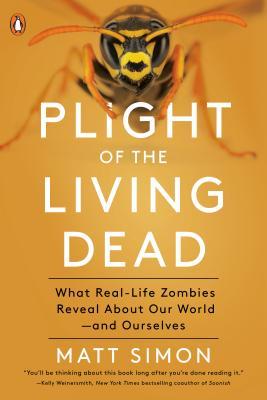 PLiGHT
OF THE
LIVING
DEAD
What Real-Life Zombies
Reveal About Our World
—and Ourselves
MATT SIMON
"You'll be thinking about this book long after you're done reading it."
—Kelly Weinersmith, New York Times bestselling coauthor of Soonish